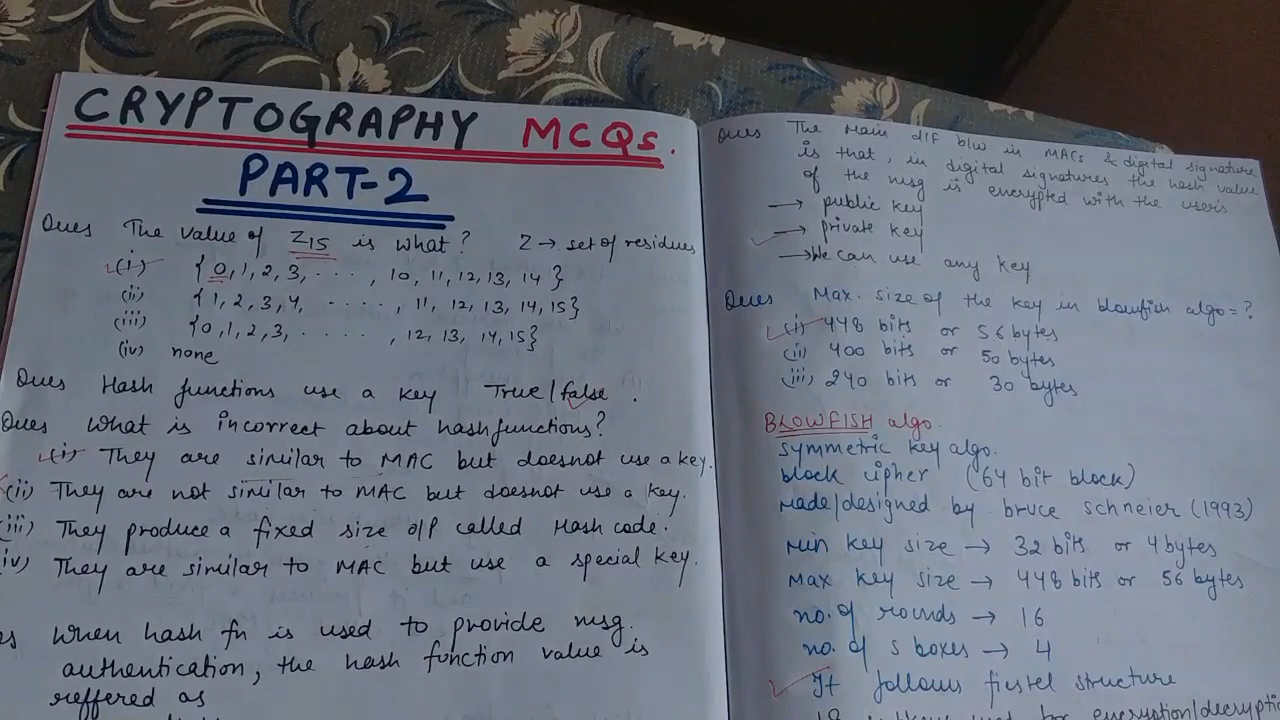 CRYPTOGRAPHY MCQs.
PART-2
Ques The value of Z15 is what? Z → set of residues
(i) {0,1,2,3, ....., 10, 11, 12, 13, 14}
(ii) {1, 2, 3, 4, ....., 11, 12, 13, 14, 15}
(iii) {0,1,2,3, ....., 12, 13, 14, 15}
(iv) none
Ques Hash functions use a key True/false.
Ques What is incorrect about hash functions?
(i) They are similar to MAC but doesnot use a key.
(ii) They are not similar to MAC but doesnot use a key.
(iii) They produce a fixed size o/p called Hash code.
iv) They are similar to MAC but use a special key.
es When hash fn is used to provide msg.
authentication, the hash function value is
reffered as
Ques The Main dif b/w in MACs & digital signature
is that, in digital signatures the hash value
of the msg is encrypted with the user's
→ public key
→ private key
→ We can use any key
Ques Max. size of the key in blowfish algo=?
(i) 448 bits or 56 bytes
(ii) 400 bits or 50 bytes
(iii) 240 bits or 30 bytes
BLOWFISH algo.
symmetric key algo.
block cipher (64 bit block)
Made/designed by bruce schneier (1993)
Min key size → 32 bits or 4 bytes
Max key size → 448 bits or 56 bytes
no. of rounds → 16
no. of s boxes → 4
It follows fiestel structure
for encryption/decryptio